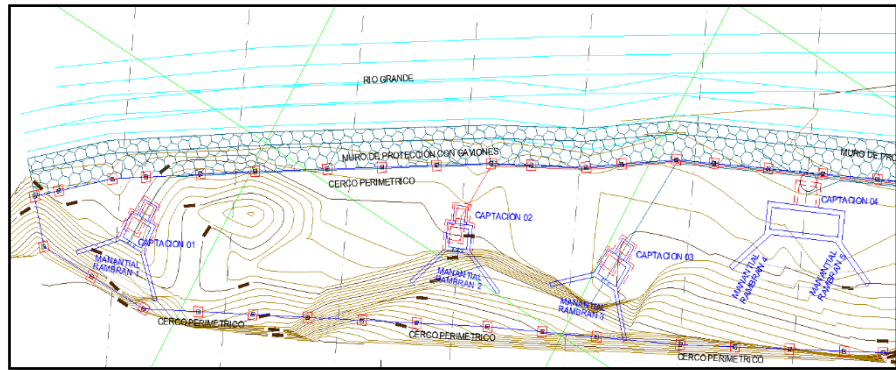 RIO GRANDE
MURO DE PROTECCIÓN CON GAVIONES
MURO DE PRO
CERCO PERIMETRICO
CAPTACION 01
CAPTACION 02
CAPTACION 03
CAPTACION 04
MANANTIAL
RAMBRAN 1
MANANTIAL
RAMBRAN 2
MANANTIAL
RAMBRAN 3
MANANTIAL
RAMBRAN 4
MANANTIAL
RAMBRAN 5
CERCO PERIMETRICO
CERCO PERIMETRICO
CERCO PERIMETRICO